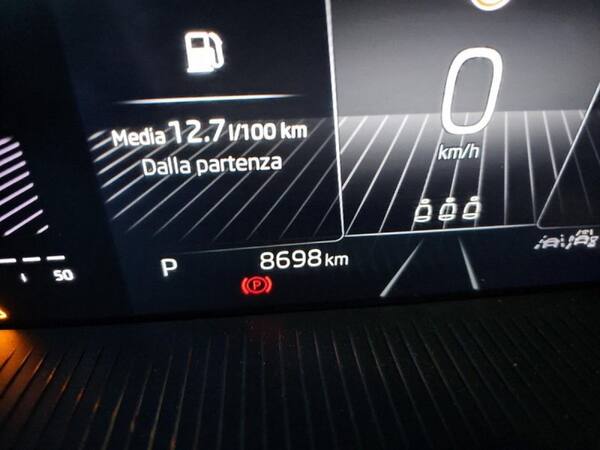 Media 12.7 l/100 km
Dalla partenza
0
km/h
50
P
8698 km
P